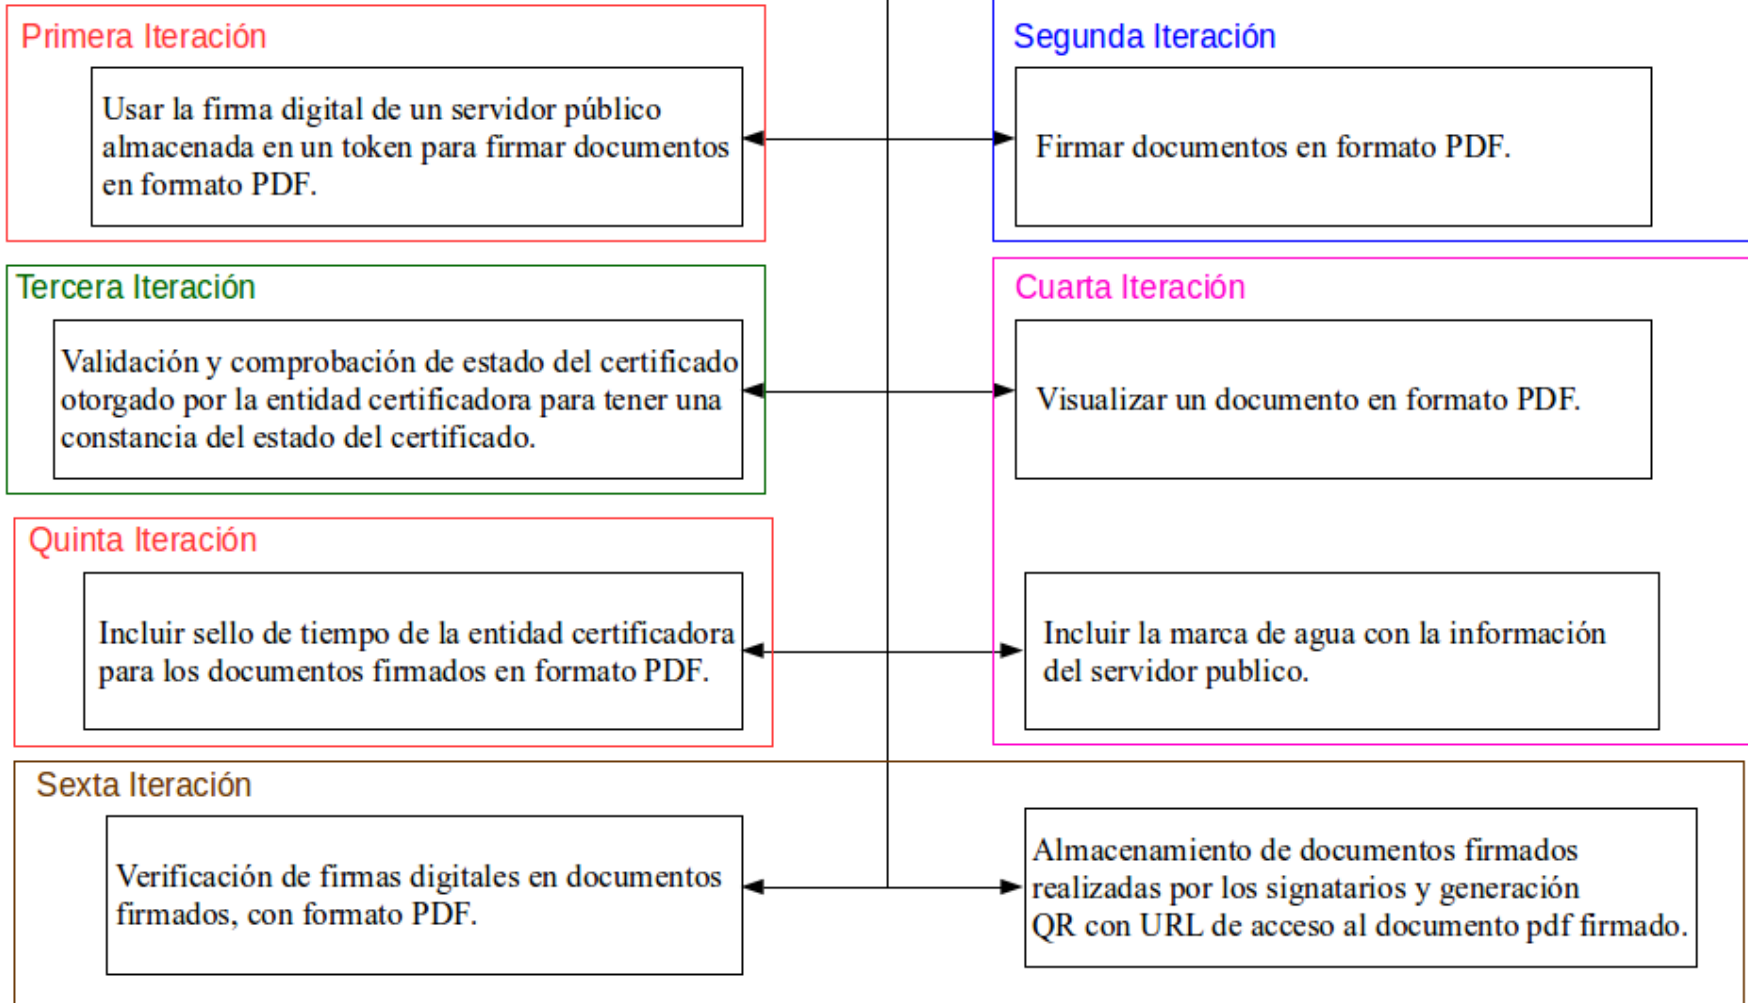 Primera Iteración
Usar la firma digital de un servidor público
almacenada en un token para firmar documentos
en formato PDF.
Segunda Iteración
Firmar documentos en formato PDF.
Tercera Iteración
Validación y comprobación de estado del certificado
otorgado por la entidad certificadora para tener una
constancia del estado del certificado.
Cuarta Iteración
Visualizar un documento en formato PDF.
Quinta Iteración
Incluir sello de tiempo de la entidad certificadora
para los documentos firmados en formato PDF.
Incluir la marca de agua con la información
del servidor publico.
Sexta Iteración
Verificación de firmas digitales en documentos
firmados, con formato PDF.
Almacenamiento de documentos firmados
realizadas por los signatarios y generación
QR con URL de acceso al documento pdf firmado.